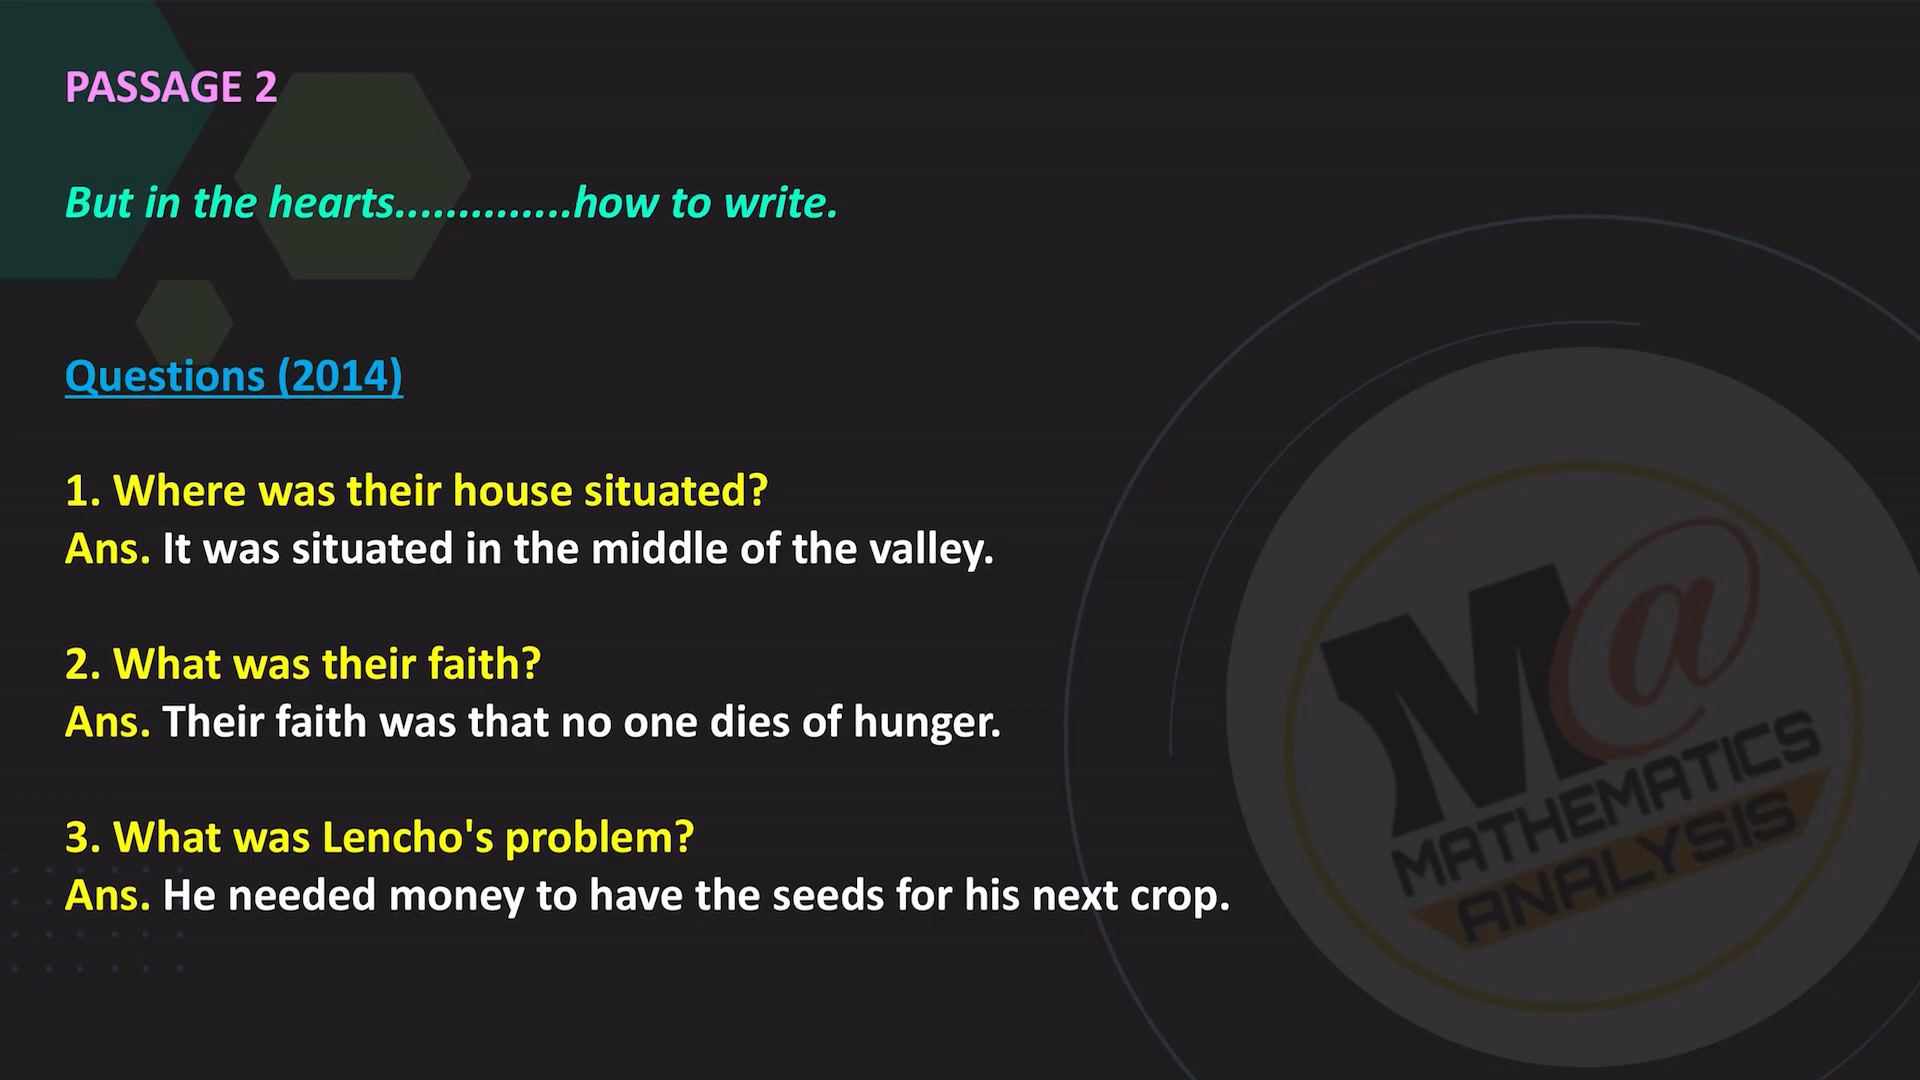 PASSAGE 2
But in the hearts..............how to write.
Questions (2014)
1. Where was their house situated?
Ans. It was situated in the middle of the valley.
2. What was their faith?
Ans. Their faith was that no one dies of hunger.
3. What was Lencho's problem?
Ans. He needed money to have the seeds for his next crop.
M@
MATHEMATICS
ANALYSIS